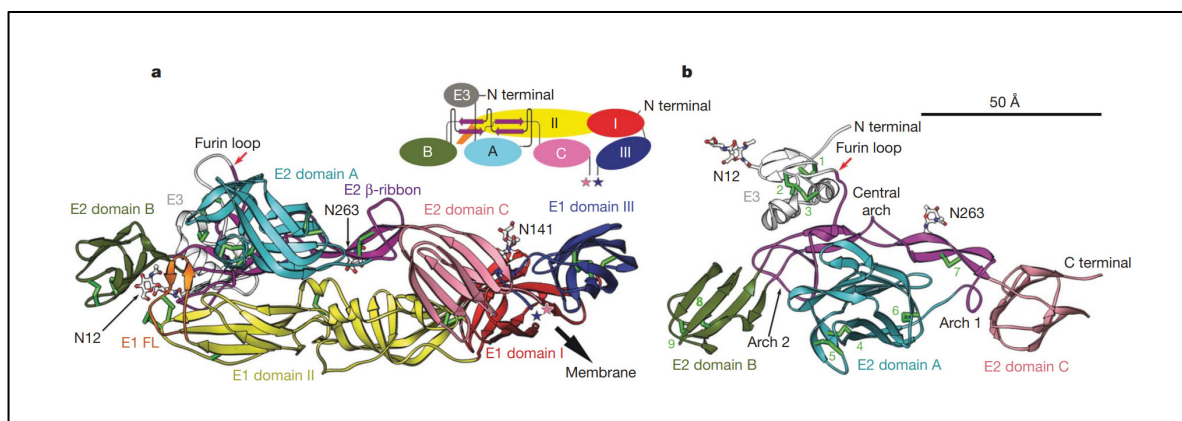 a
E3
N terminal
N terminal
II
I
B
A
C
III
Furin loop
E2 domain A
E3
E2 β-ribbon
E2 domain B
N263
E2 domain C
E1 domain III
N141
N12
E1 FL
E1 domain II
E1 domain I
Membrane
b
50 Å
N terminal
Furin loop
1
2
3
N12
E3
Central
arch
N263
7
C terminal
8
9
6
4
5
Arch 1
Arch 2
E2 domain B
E2 domain A
E2 domain C